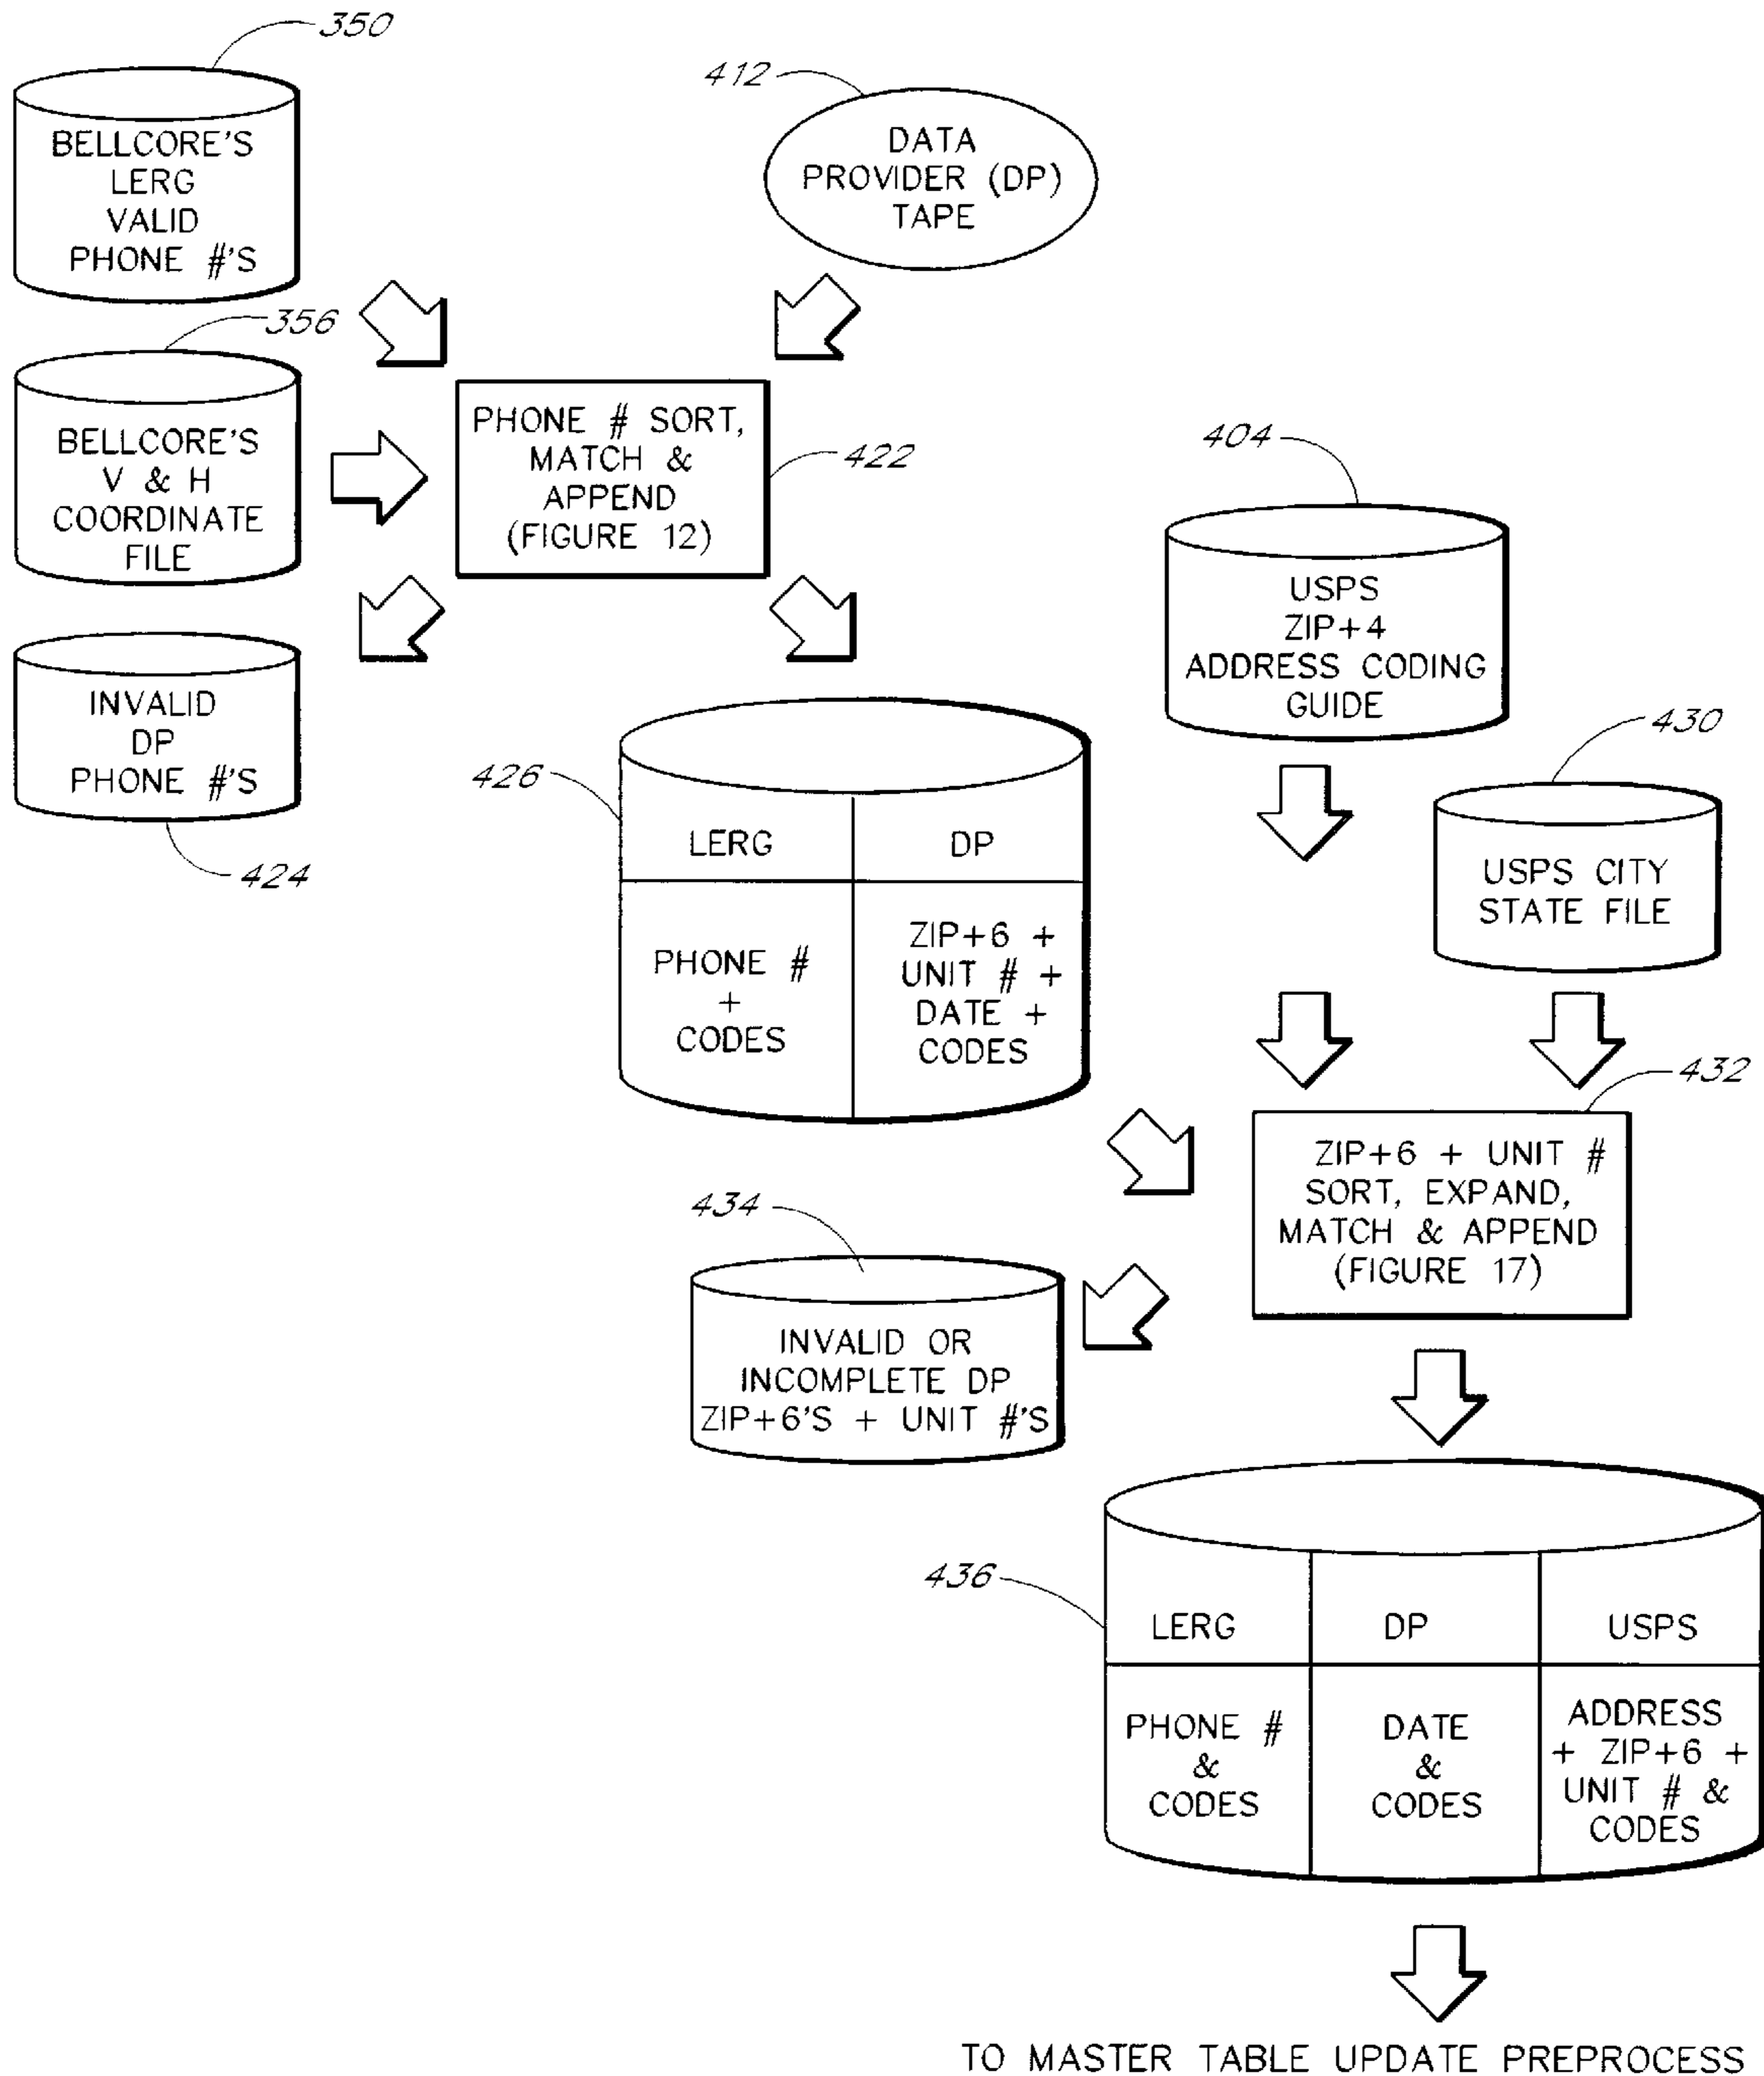 350
BELLCORE'S
LERG
VALID
PHONE #'S
412
DATA
PROVIDER (DP)
TAPE
356
BELLCORE'S
V & H
COORDINATE
FILE
PHONE # SORT,
MATCH &
APPEND
(FIGURE 12)
422
404
USPS
ZIP+4
ADDRESS CODING
GUIDE
INVALID
DP
PHONE #'S
424
426
LERG
DP
PHONE #
+
CODES
ZIP+6 +
UNIT # +
DATE +
CODES
430
USPS CITY
STATE FILE
432
ZIP+6 + UNIT #
SORT, EXPAND,
MATCH & APPEND
(FIGURE 17)
434
INVALID OR
INCOMPLETE DP
ZIP+6'S + UNIT #'S
436
LERG
DP
USPS
PHONE #
&
CODES
DATE
&
CODES
ADDRESS
+ ZIP+6 +
UNIT # &
CODES
TO MASTER TABLE UPDATE PREPROCESS